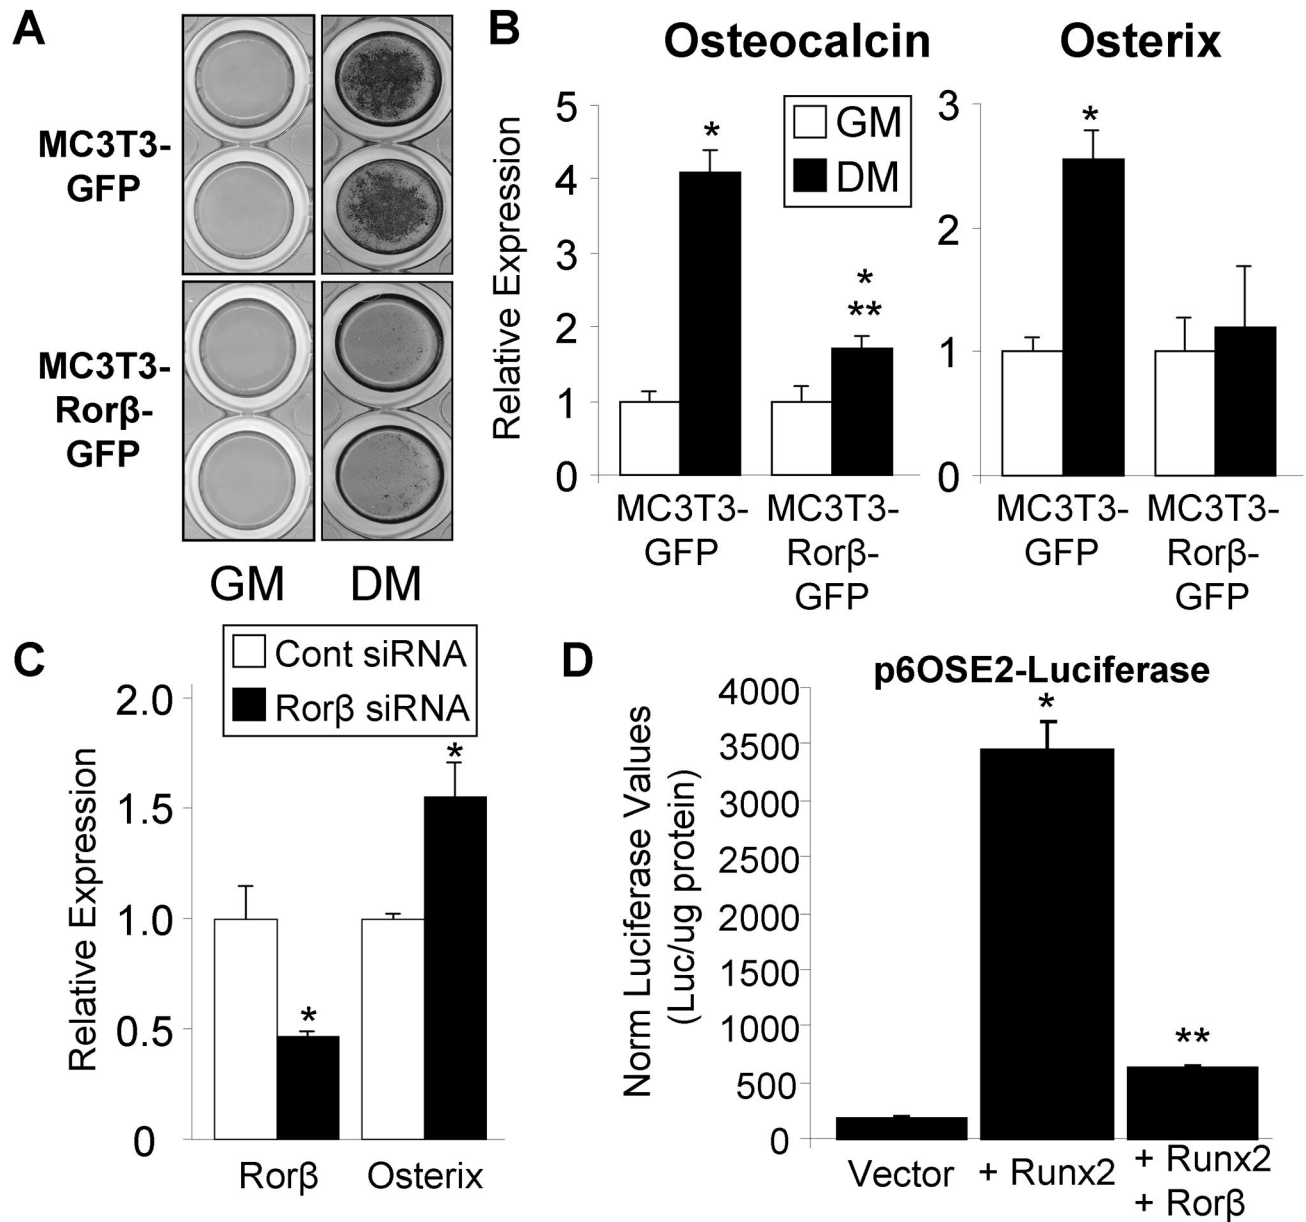 A
MC3T3-
GFP
MC3T3-
Rorβ-
GFP
GM DM
B
Osteocalcin
Osterix
GM
DM
Relative Expression
5
4
3
2
1
0
*
*
**
MC3T3-
GFP
MC3T3-
Rorβ-
GFP
3
2
1
0
*
MC3T3-
GFP
MC3T3-
Rorβ-
GFP
C
Cont siRNA
Rorβ siRNA
Relative Expression
2.0
1.5
1.0
0.5
0
*
*
Rorβ Osterix
D
p6OSE2-Luciferase
Norm Luciferase Values
(Luc/ug protein)
4000
3500
3000
2500
2000
1500
1000
500
0
*
**
Vector
+ Runx2
+ Runx2
+ Rorβ